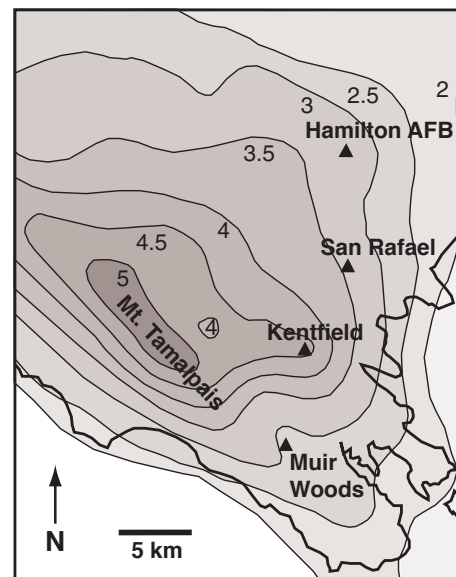 2
2.5
3
Hamilton AFB
3.5
4
4.5
San Rafael
5
4
Kentfield
Mt. Tamalpais
Muir
Woods
N
5 km